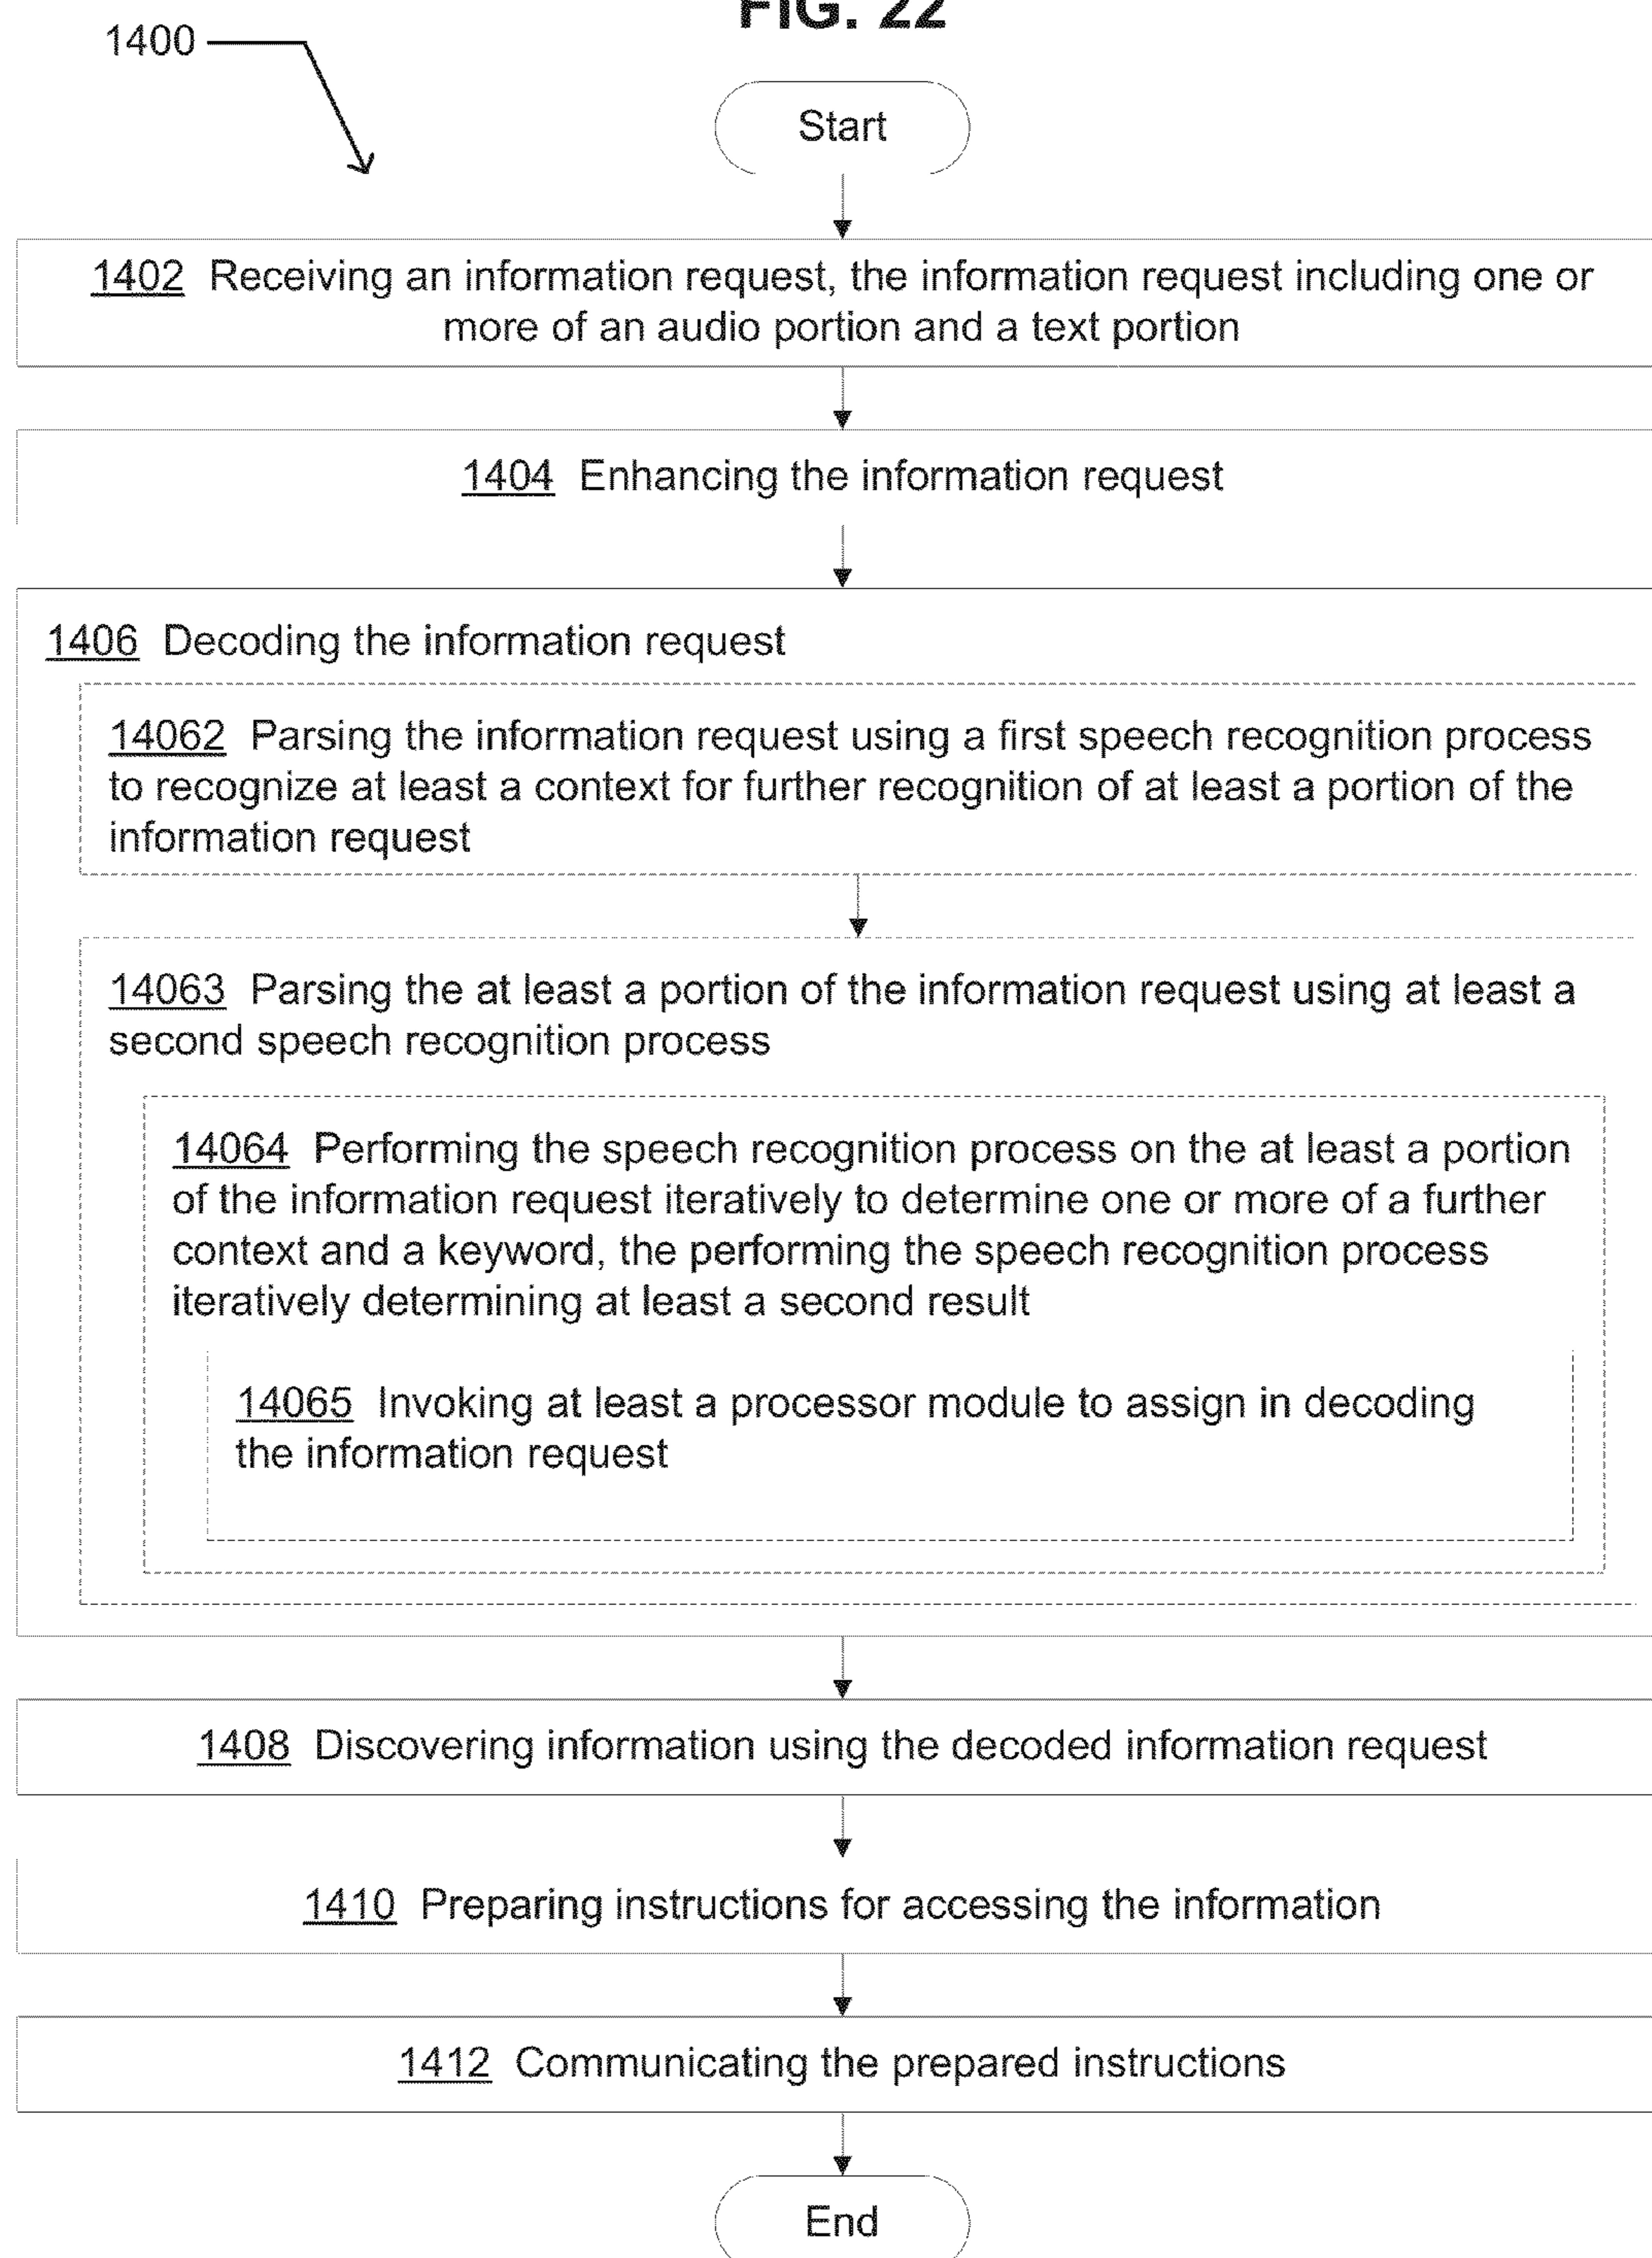 FIG. 22
1400
Start
1402 Receiving an information request, the information request including one or
more of an audio portion and a text portion
1404 Enhancing the information request
1406 Decoding the information request
14062 Parsing the information request using a first speech recognition process
to recognize at least a context for further recognition of at least a portion of the
information request
14063 Parsing the at least a portion of the information request using at least a
second speech recognition process
14064 Performing the speech recognition process on the at least a portion
of the information request iteratively to determine one or more of a further
context and a keyword, the performing the speech recognition process
iteratively determining at least a second result
14065 Invoking at least a processor module to assign in decoding
the information request
1408 Discovering information using the decoded information request
1410 Preparing instructions for accessing the information
1412 Communicating the prepared instructions
End